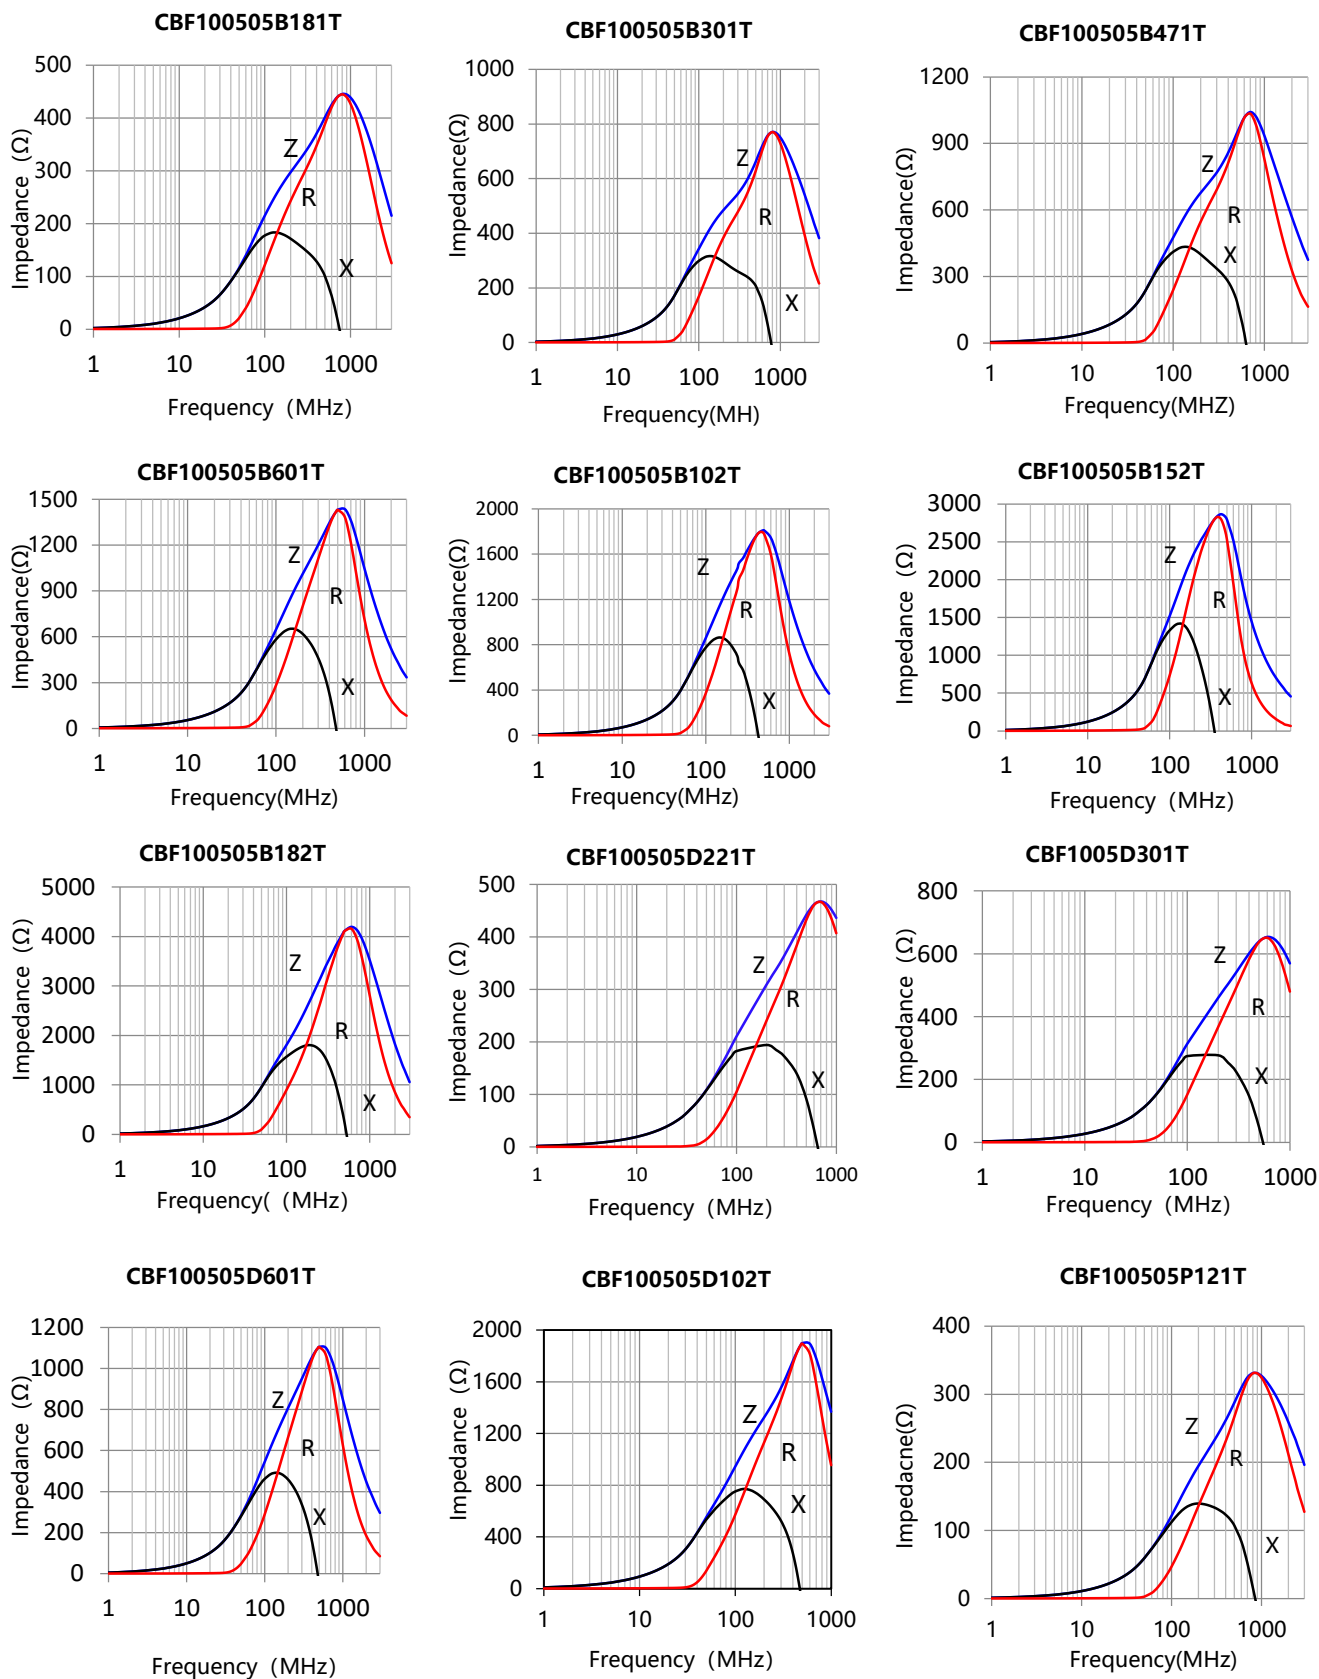 CBF100505B181T
500
400
300
200
100
0
1 10 100 1000
Impedance (Ω)
Frequency (MHz)
Z
R
X
CBF100505B301T
1000
800
600
400
200
0
1 10 100 1000
Impedance(Ω)
Frequency(MH)
Z
R
X
CBF100505B471T
1200
900
600
300
0
1 10 100 1000
Impedance(Ω)
Frequency(MHZ)
Z
R
X
CBF100505B601T
1500
1200
900
600
300
0
1 10 100 1000
Impedance(Ω)
Frequency(MHz)
Z
R
X
CBF100505B102T
2000
1600
1200
800
400
0
1 10 100 1000
Impedance(Ω)
Frequency(MHz)
Z
R
X
CBF100505B152T
3000
2500
2000
1500
1000
500
0
1 10 100 1000
Impedance (Ω)
Frequency (MHz)
Z
R
X
CBF100505B182T
5000
4000
3000
2000
1000
0
1 10 100 1000
Impedance (Ω)
Frequency( (MHz)
Z
R
X
CBF100505D221T
500
400
300
200
100
0
1 10 100 1000
Impedance (Ω)
Frequency (MHz)
Z
R
X
CBF1005D301T
800
600
400
200
0
1 10 100 1000
Impedance (Ω)
Frequency (MHz)
Z
R
X
CBF100505D601T
1200
1000
800
600
400
200
0
1 10 100 1000
Impedance (Ω)
Frequency (MHz)
Z
R
X
CBF100505D102T
2000
1600
1200
800
400
0
1 10 100 1000
Impedance (Ω)
Frequency (MHz)
Z
R
X
CBF100505P121T
400
300
200
100
0
1 10 100 1000
Impedacne(Ω)
Frequency(MHz)
Z
R
X